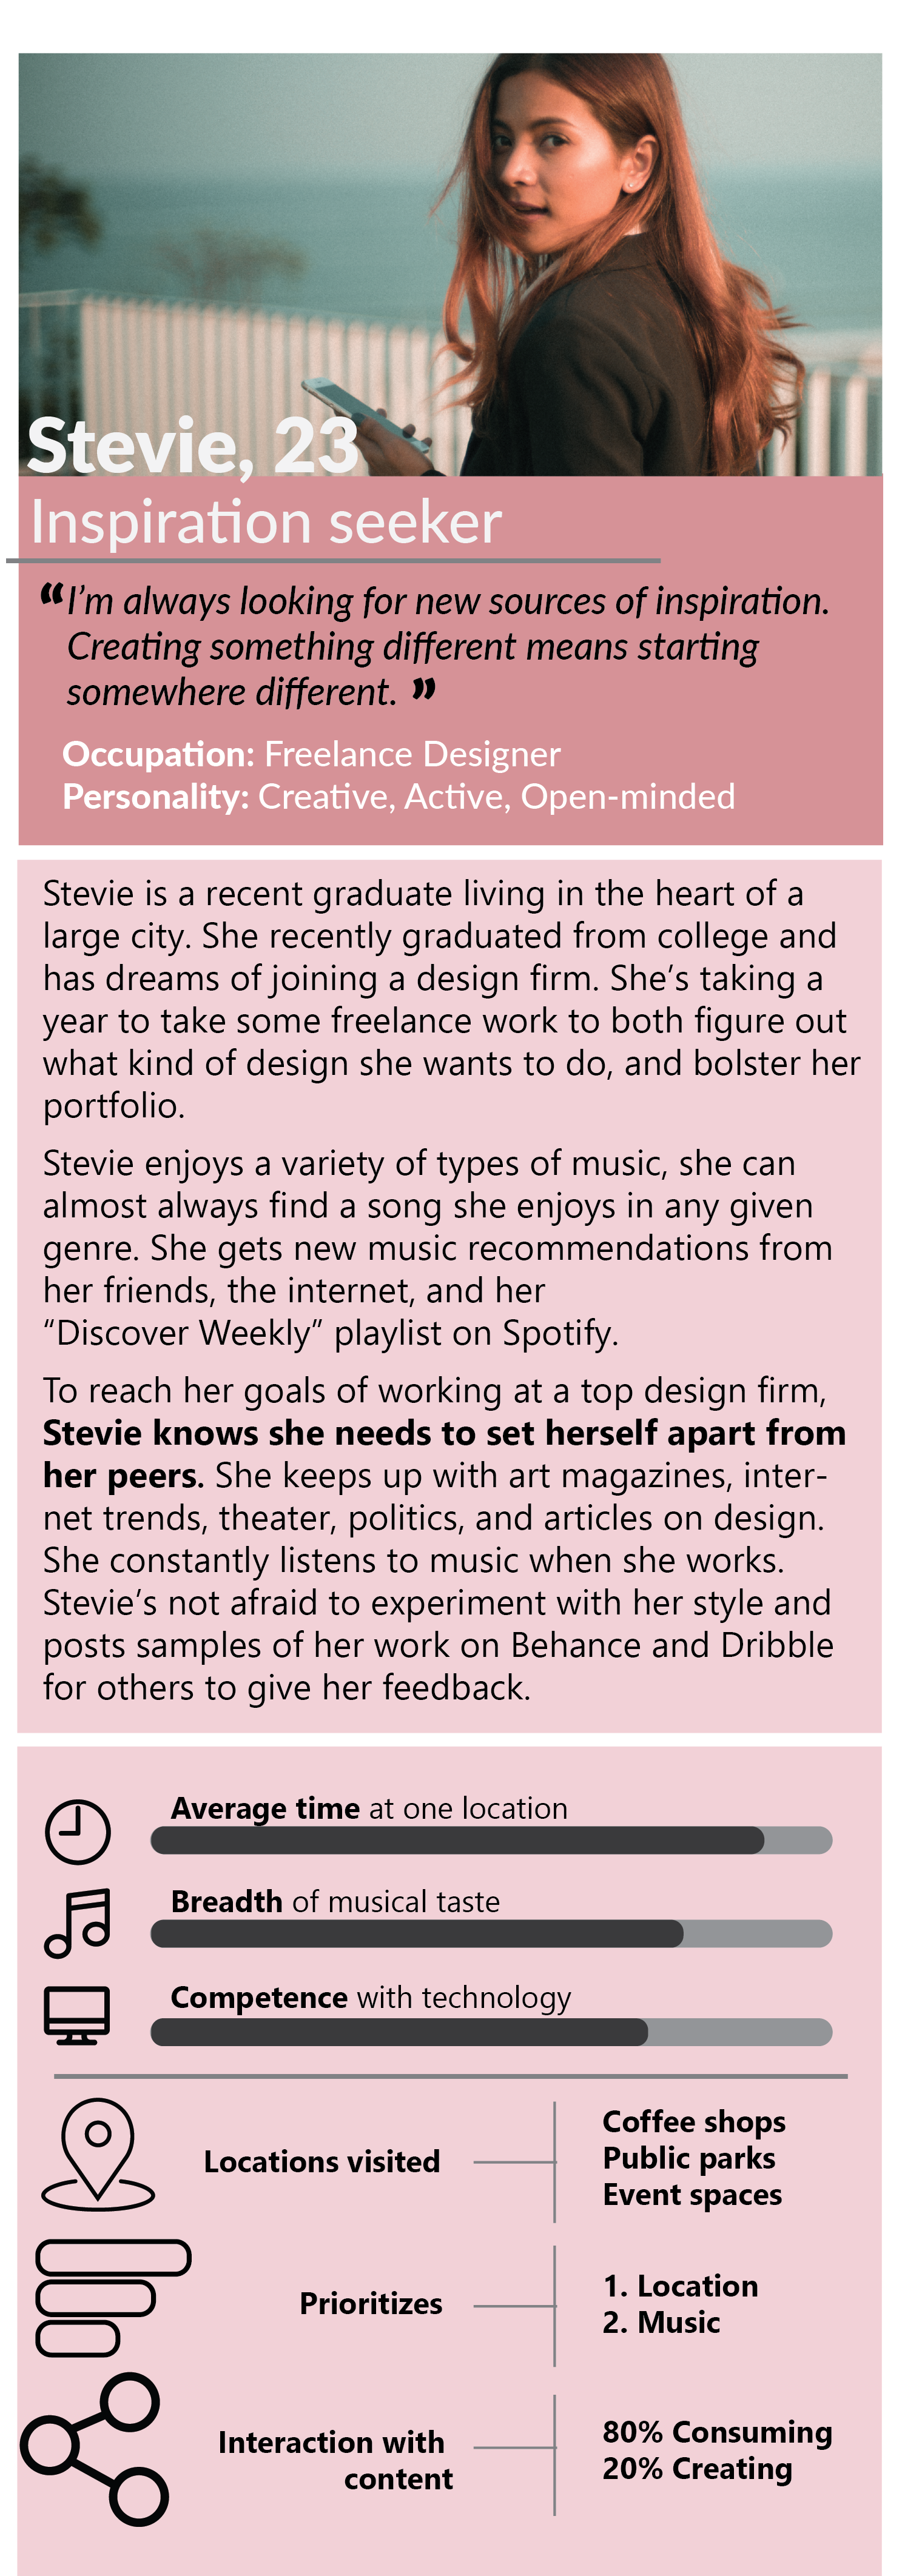 Stevie, 23
Inspiration seeker
“I’m always looking for new sources of inspiration.
Creating something different means starting
somewhere different. ”
Occupation: Freelance Designer
Personality: Creative, Active, Open-minded
Stevie is a recent graduate living in the heart of a
large city. She recently graduated from college and
has dreams of joining a design firm. She’s taking a
year to take some freelance work to both figure out
what kind of design she wants to do, and bolster her
portfolio.
Stevie enjoys a variety of types of music, she can
almost always find a song she enjoys in any given
genre. She gets new music recommendations from
her friends, the internet, and her
“Discover Weekly” playlist on Spotify.
To reach her goals of working at a top design firm,
Stevie knows she needs to set herself apart from
her peers. She keeps up with art magazines, inter-
net trends, theater, politics, and articles on design.
She constantly listens to music when she works.
Stevie’s not afraid to experiment with her style and
posts samples of her work on Behance and Dribble
for others to give her feedback.
Average time at one location
Breadth of musical taste
Competence with technology
Locations visited
Coffee shops
Public parks
Event spaces
Prioritizes
1. Location
2. Music
Interaction with
content
80% Consuming
20% Creating